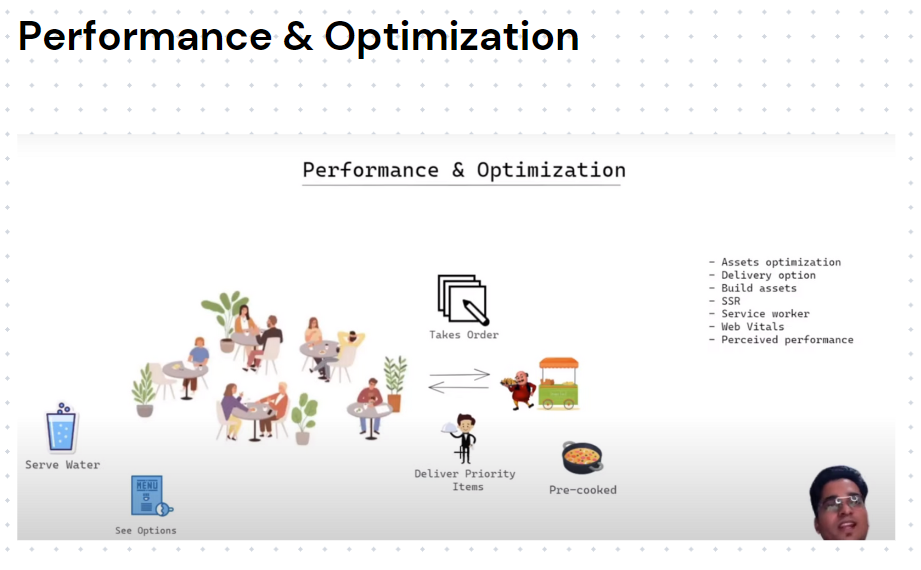 Performance & Optimization
Performance & Optimization
- Assets optimization
- Delivery option
- Build assets
- SSR
- Service worker
- Web Vitals
- Perceived performance
Takes Order
Serve Water
MENU
See Options
Deliver Priority
Items
Pre-cooked